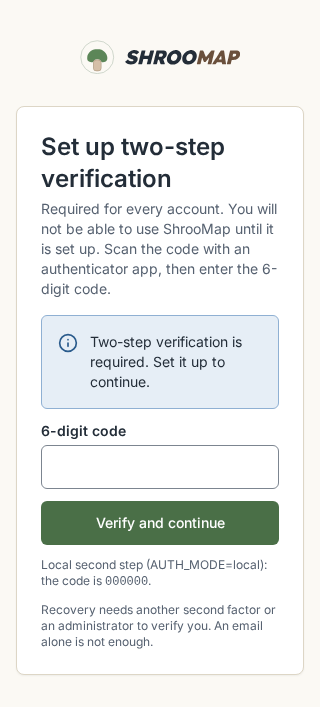 SHROOMAP
Set up two-step
verification
Required for every account. You will
not be able to use ShrooMap until it
is set up. Scan the code with an
authenticator app, then enter the 6-
digit code.
Two-step verification is
required. Set it up to
continue.
6-digit code
Verify and continue
Local second step (AUTH_MODE=local):
the code is 000000.
Recovery needs another second factor or
an administrator to verify you. An email
alone is not enough.